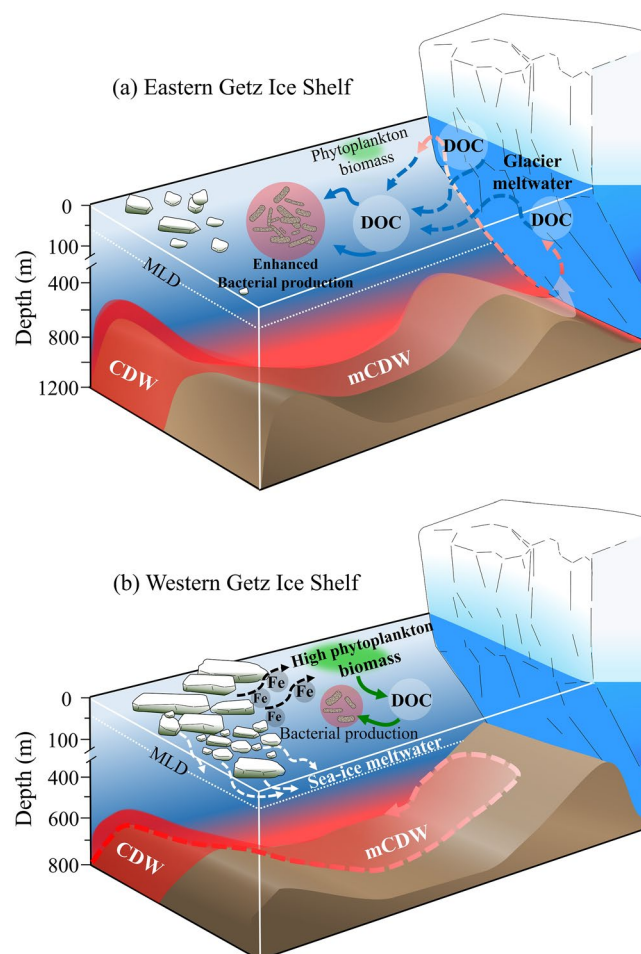 (a) Eastern Getz Ice Shelf
Phytoplankton
biomass
DOC
Glacier
meltwater
DOC
DOC
Enhanced
Bacterial production
0
100
400
800
1200
Depth (m)
MLD
CDW
mCDW
(b) Western Getz Ice Shelf
High phytoplankton
biomass
Fe
Fe
Fe
Fe
DOC
Bacterial production
Sea-ice meltwater
0
100
400
600
800
Depth (m)
MLD
CDW
mCDW